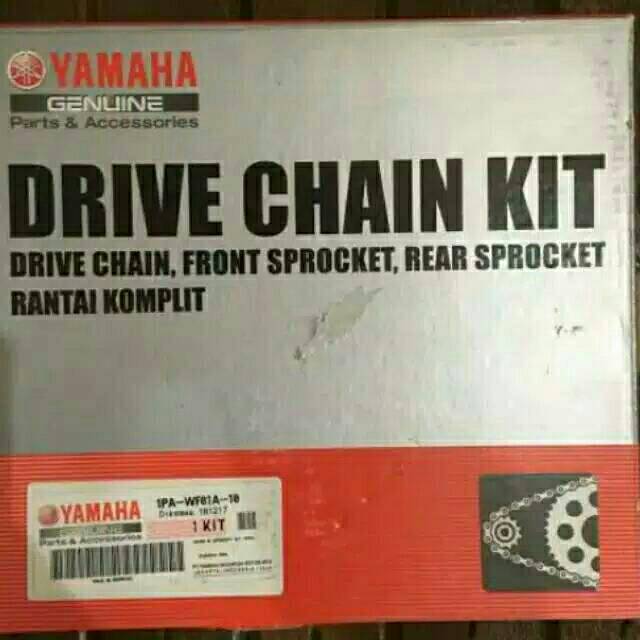 YAMAHA
GENUINE
Parts & Accessories
DRIVE CHAIN KIT
DRIVE CHAIN, FRONT SPROCKET, REAR SPROCKET
RANTAI KOMPLIT
YAMAHA
Parts & Accessories
1PA-WF01A-10
1 KIT